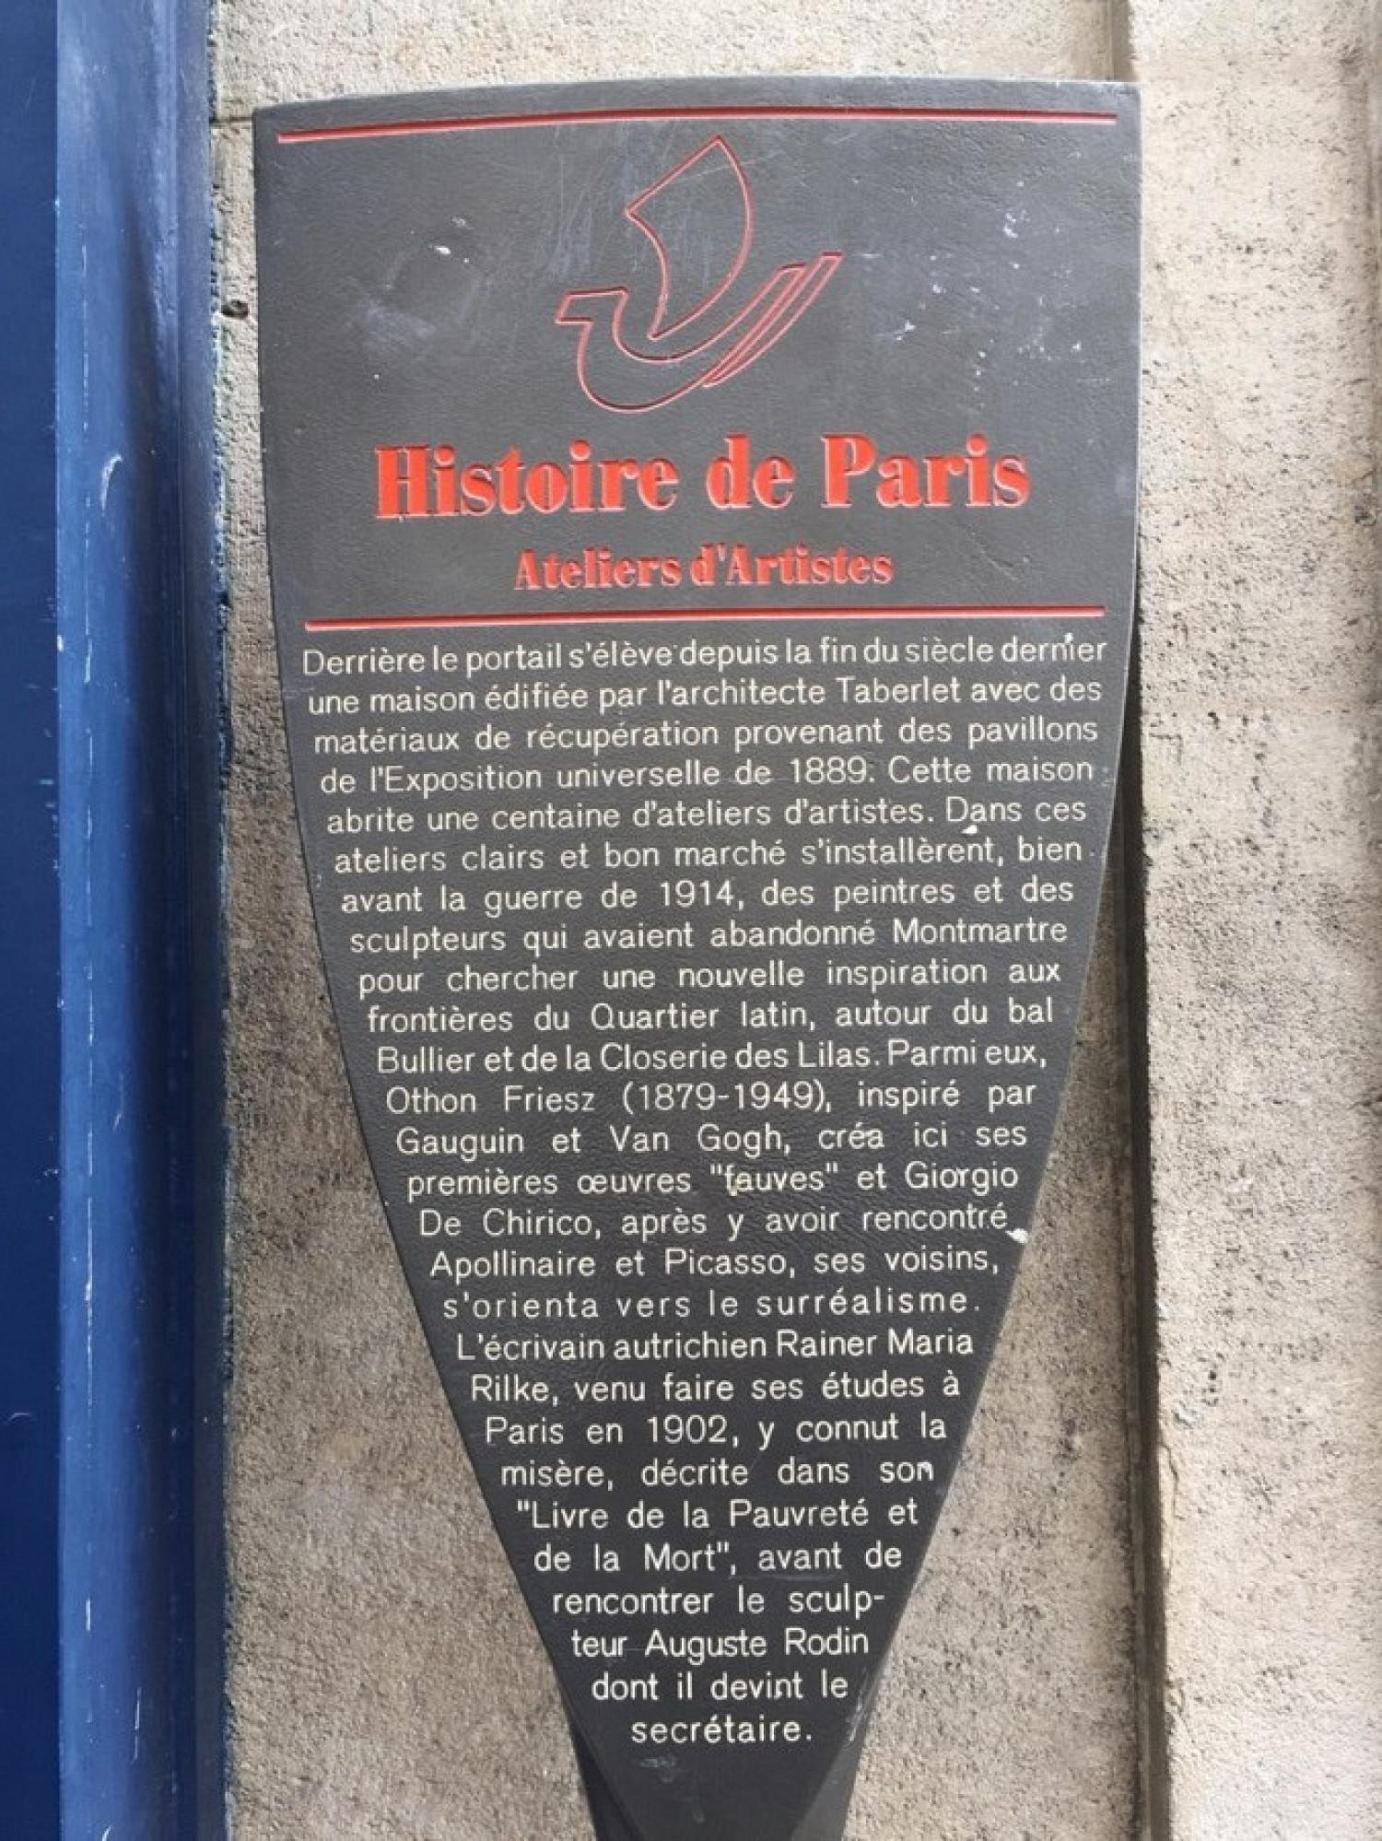 Histoire de Paris
Ateliers d'Artistes
Derrière le portail s'élève depuis la fin du siècle dernier
une maison édifiée par l'architecte Taberlet avec des
matériaux de récupération provenant des pavillons
de l'Exposition universelle de 1889. Cette maison
abrite une centaine d'ateliers d'artistes. Dans ces
ateliers clairs et bon marché s'installèrent, bien
avant la guerre de 1914, des peintres et des
sculpteurs qui avaient abandonné Montmartre
pour chercher une nouvelle inspiration aux
frontières du Quartier latin, autour du bal
Bullier et de la Closerie des Lilas. Parmi eux,
Othon Friesz (1879-1949), inspiré par
Gauguin et Van Gogh, créa ici ses
premières œuvres "fauves" et Giorgio
De Chirico, après y avoir rencontré
Apollinaire et Picasso, ses voisins,
s'orienta vers le surréalisme.
L'écrivain autrichien Rainer Maria
Rilke, venu faire ses études à
Paris en 1902, y connut la
misère, décrite dans son
"Livre de la Pauvreté et
de la Mort", avant de
rencontrer le sculp-
teur Auguste Rodin
dont il devint le
secrétaire.